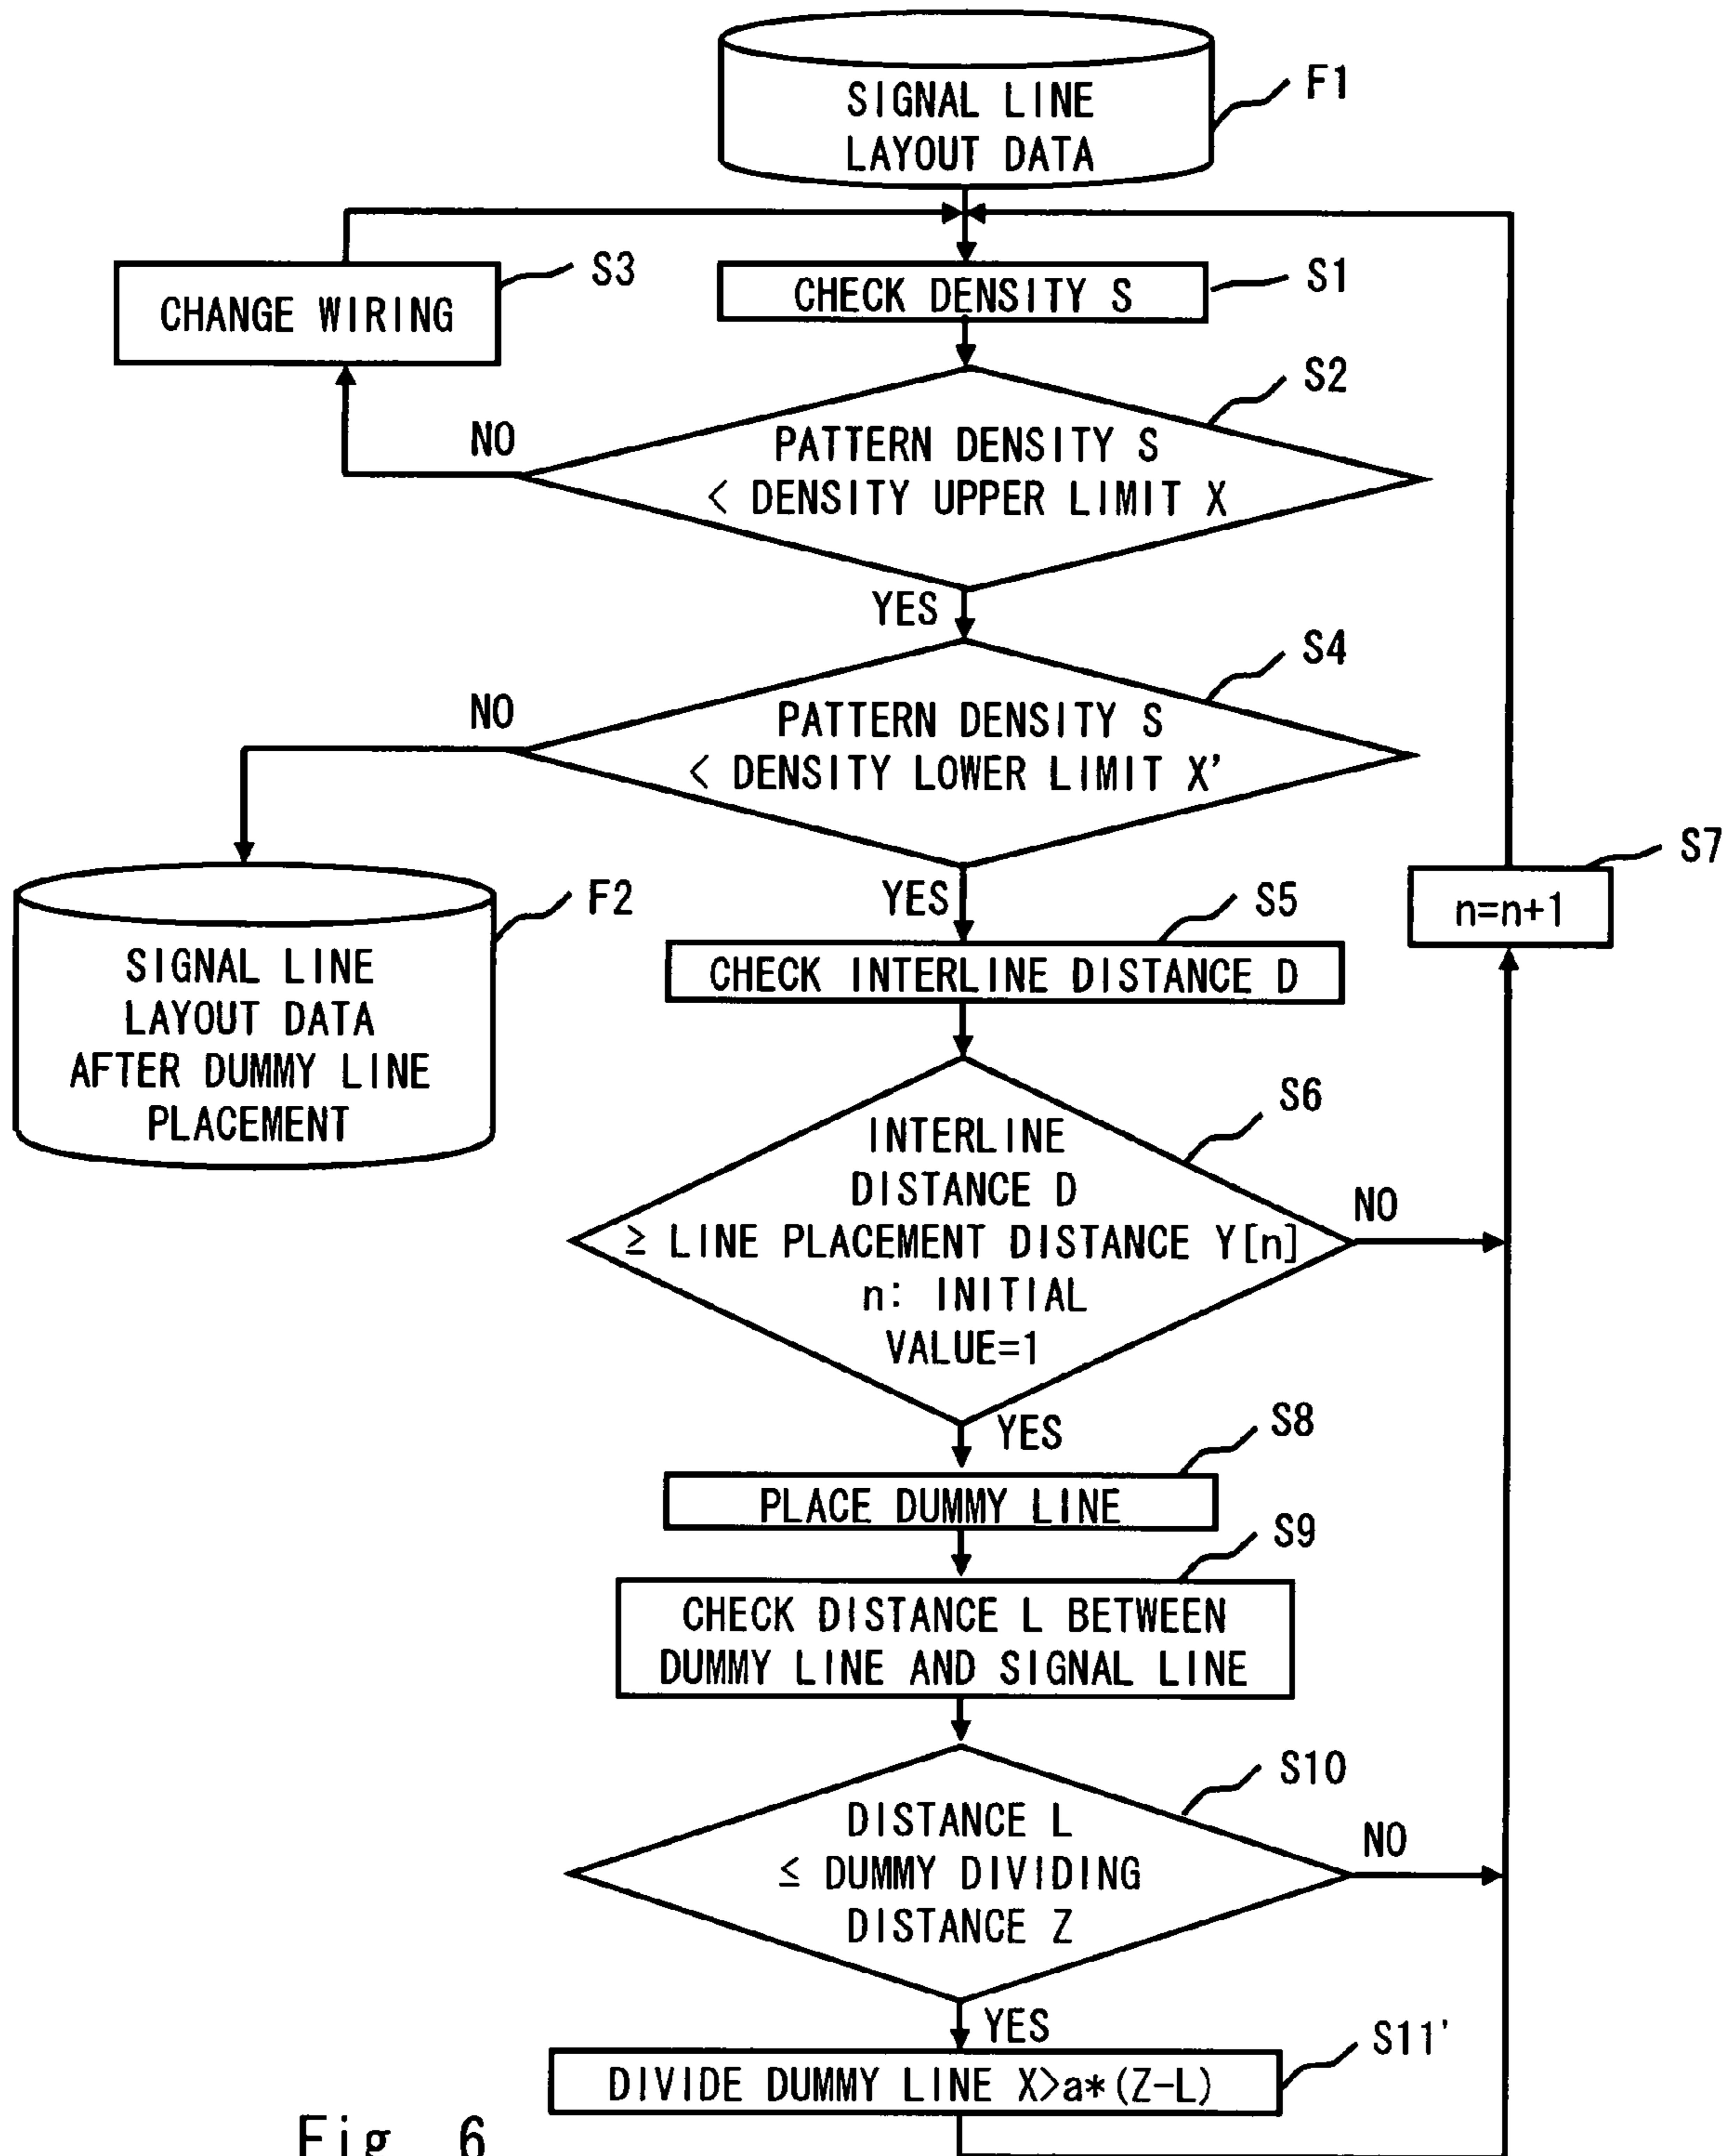 SIGNAL LINE
LAYOUT DATA
F1
CHANGE WIRING
S3
CHECK DENSITY S
S1
S2
PATTERN DENSITY S
< DENSITY UPPER LIMIT X
NO
YES
S4
PATTERN DENSITY S
< DENSITY LOWER LIMIT X'
NO
YES
SIGNAL LINE
LAYOUT DATA
AFTER DUMMY LINE
PLACEMENT
F2
S5
CHECK INTERLINE DISTANCE D
S7
n=n+1
S6
INTERLINE
DISTANCE D
≥ LINE PLACEMENT DISTANCE Y[n]
n: INITIAL
VALUE=1
NO
YES
S8
PLACE DUMMY LINE
S9
CHECK DISTANCE L BETWEEN
DUMMY LINE AND SIGNAL LINE
S10
DISTANCE L
≤ DUMMY DIVIDING
DISTANCE Z
NO
YES
S11'
DIVIDE DUMMY LINE X>a*(Z-L)
Fig. 6